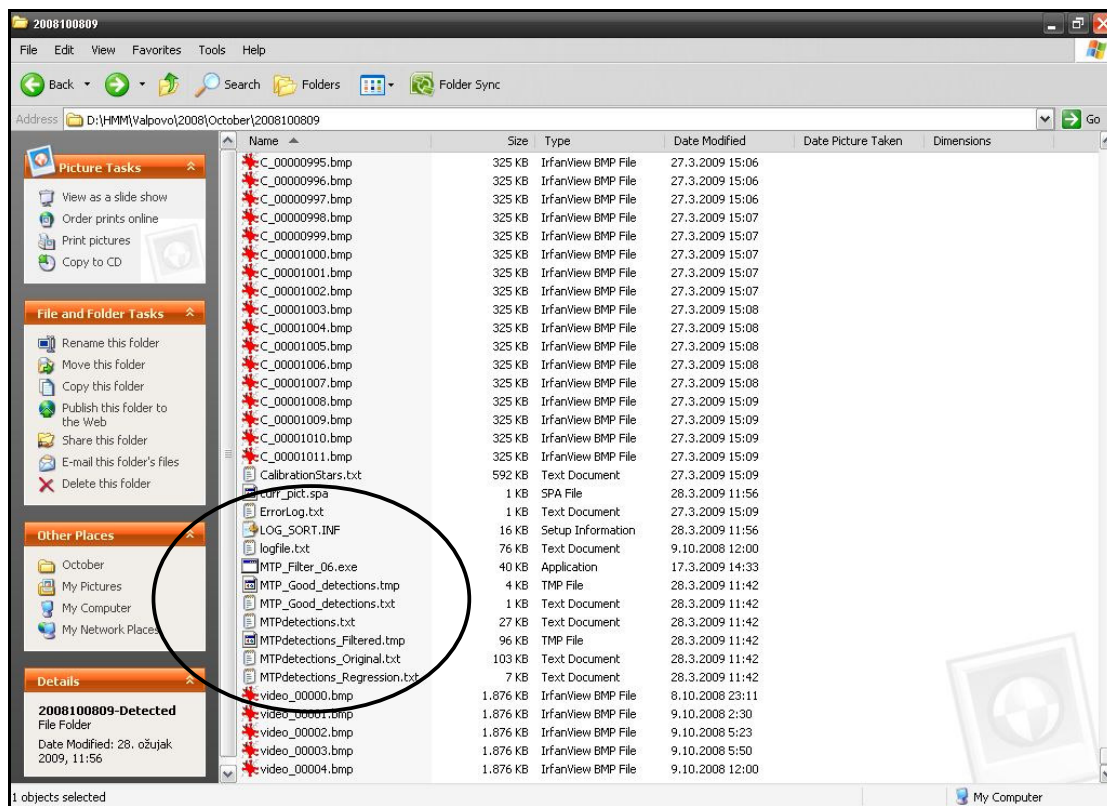 2008100809
File Edit View Favorites Tools Help
Back Search Folders Folder Sync
Address D:\HMM\Valpovo\2008\October\2008100809 Go
Picture Tasks
View as a slide show
Order prints online
Print pictures
Copy to CD
File and Folder Tasks
Rename this folder
Move this folder
Copy this folder
Publish this folder to
the Web
Share this folder
E-mail this folder's files
Delete this folder
Other Places
October
My Pictures
My Computer
My Network Places
Details
2008100809-Detected
File Folder
Date Modified: 28. ožujak
2009, 11:56
Name Size Type Date Modified Date Picture Taken Dimensions
C_00000995.bmp 325 KB IrfanView BMP File 27.3.2009 15:06
C_00000996.bmp 325 KB IrfanView BMP File 27.3.2009 15:06
C_00000997.bmp 325 KB IrfanView BMP File 27.3.2009 15:06
C_00000998.bmp 325 KB IrfanView BMP File 27.3.2009 15:07
C_00000999.bmp 325 KB IrfanView BMP File 27.3.2009 15:07
C_00001000.bmp 325 KB IrfanView BMP File 27.3.2009 15:07
C_00001001.bmp 325 KB IrfanView BMP File 27.3.2009 15:07
C_00001002.bmp 325 KB IrfanView BMP File 27.3.2009 15:07
C_00001003.bmp 325 KB IrfanView BMP File 27.3.2009 15:08
C_00001004.bmp 325 KB IrfanView BMP File 27.3.2009 15:08
C_00001005.bmp 325 KB IrfanView BMP File 27.3.2009 15:08
C_00001006.bmp 325 KB IrfanView BMP File 27.3.2009 15:08
C_00001007.bmp 325 KB IrfanView BMP File 27.3.2009 15:08
C_00001008.bmp 325 KB IrfanView BMP File 27.3.2009 15:09
C_00001009.bmp 325 KB IrfanView BMP File 27.3.2009 15:09
C_00001010.bmp 325 KB IrfanView BMP File 27.3.2009 15:09
C_00001011.bmp 325 KB IrfanView BMP File 27.3.2009 15:09
CalibrationStars.txt 592 KB Text Document 27.3.2009 15:09
curr_pict.spa 1 KB SPA File 28.3.2009 11:56
ErrorLog.txt 1 KB Text Document 27.3.2009 15:09
LOG_SORT.INF 16 KB Setup Information 28.3.2009 11:56
logfile.txt 76 KB Text Document 9.10.2008 12:00
MTP_Filter_06.exe 40 KB Application 17.3.2009 14:33
MTP_Good_detections.tmp 4 KB TMP File 28.3.2009 11:42
MTP_Good_detections.txt 1 KB Text Document 28.3.2009 11:42
MTPdetections.txt 27 KB Text Document 28.3.2009 11:42
MTPdetections_Filtered.tmp 96 KB TMP File 28.3.2009 11:42
MTPdetections_Original.txt 103 KB Text Document 28.3.2009 11:42
MTPdetections_Regression.txt 7 KB Text Document 28.3.2009 11:42
video_00000.bmp 1.876 KB IrfanView BMP File 8.10.2008 23:11
video_00001.bmp 1.876 KB IrfanView BMP File 9.10.2008 2:30
video_00002.bmp 1.876 KB IrfanView BMP File 9.10.2008 5:23
video_00003.bmp 1.876 KB IrfanView BMP File 9.10.2008 5:50
video_00004.bmp 1.876 KB IrfanView BMP File 9.10.2008 12:00
1 objects selected My Computer